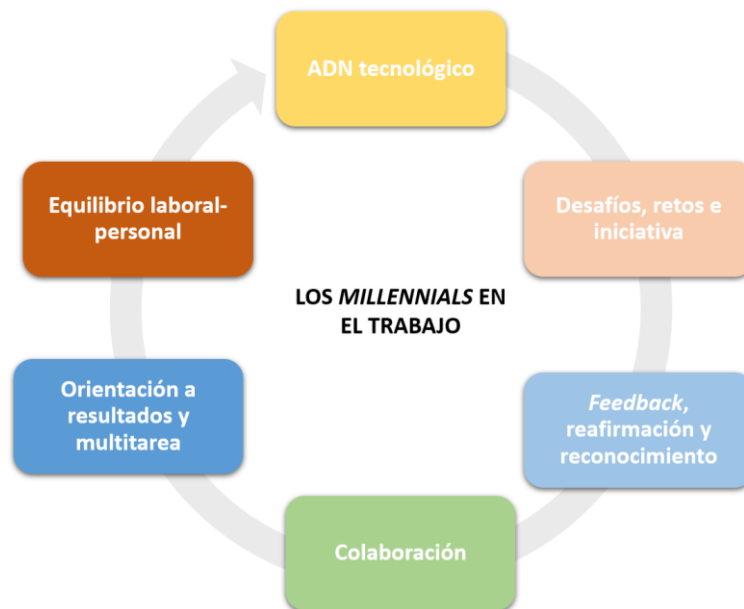 ADN tecnológico
Desafíos, retos e
iniciativa
Feedback,
reafirmación y
reconocimiento
Colaboración
Orientación a
resultados y
multitarea
Equilibrio laboral-
personal
LOS MILLENNIALS EN
EL TRABAJO